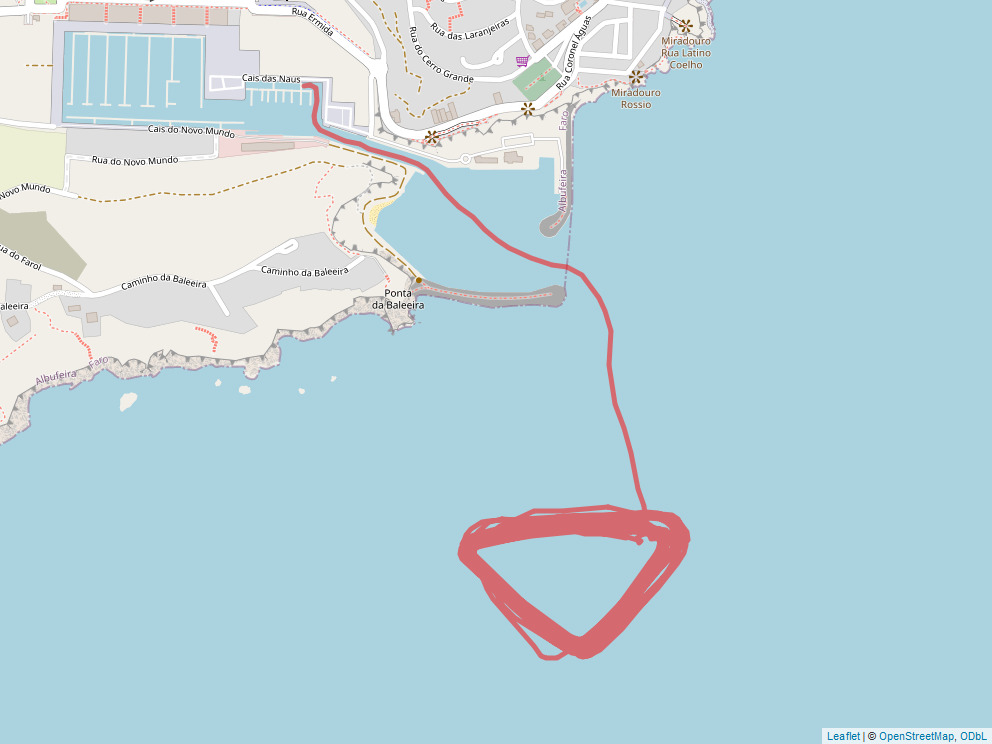 Rua Ermida
Rua das Laranjeiras
Rua do Cerro Grande
Rua Coronel Águas
Miradouro
Rua Latino
Coelho
Miradouro
Rossio
Cais das Naus
Cais do Novo Mundo
Rua do Novo Mundo
Novo Mundo
Faro
Albufeira
ua do Farol
Caminho da Baleeira
Caminho da Baleeira
aleeira
Ponta
da Baleeira
Albufeira
Faro
Leaflet | © OpenStreetMap, ODbL